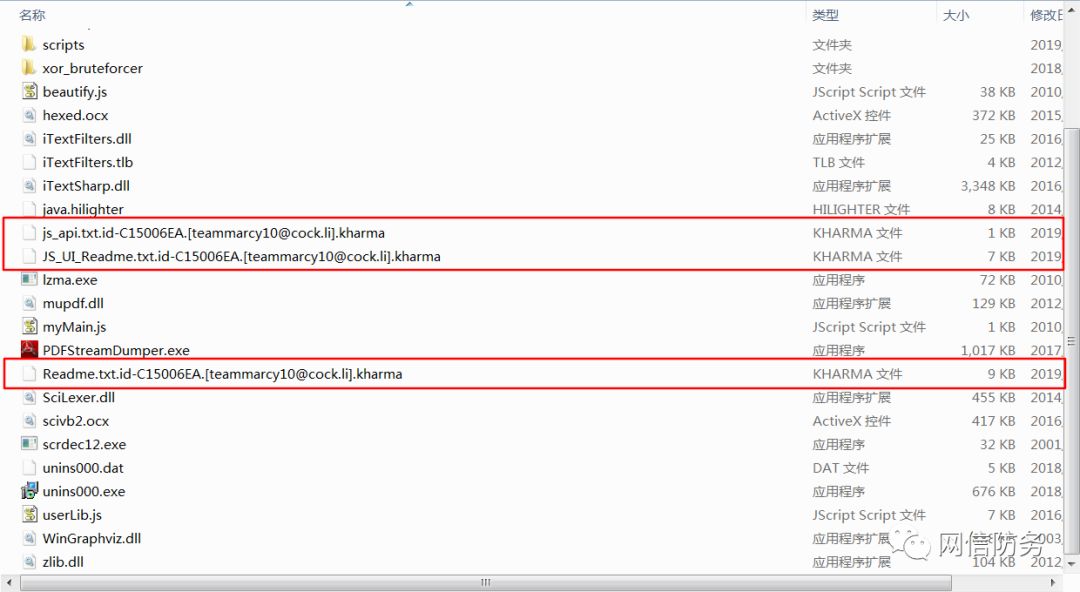 名称 类型 大小 修改日
scripts 文件夹 2019
xor_bruteforcer 文件夹 2018
beautify.js JScript Script 文件 38 KB 2010
hexed.ocx ActiveX 控件 372 KB 2015
iTextFilters.dll 应用程序扩展 25 KB 2016
iTextFilters.tlb TLB 文件 4 KB 2012
iTextSharp.dll 应用程序扩展 3,348 KB 2016
java.hilighter HILIGHTER 文件 8 KB 2014
js_api.txt.id-C15006EA.[teammarcy10@cock.li].kharma KHARMA 文件 1 KB 2019
JS_UI_Readme.txt.id-C15006EA.[teammarcy10@cock.li].kharma KHARMA 文件 7 KB 2019
lzma.exe 应用程序 72 KB 2010
mupdf.dll 应用程序扩展 129 KB 2012
myMain.js JScript Script 文件 1 KB 2010
PDFStreamDumper.exe 应用程序 1,017 KB 2017
Readme.txt.id-C15006EA.[teammarcy10@cock.li].kharma KHARMA 文件 9 KB 2019
SciLexer.dll 应用程序扩展 455 KB 2014
scivb2.ocx ActiveX 控件 417 KB 2016
scrdec12.exe 应用程序 32 KB 2001
unins000.dat DAT 文件 5 KB 2018
unins000.exe 应用程序 676 KB 2018
userLib.js JScript Script 文件 7 KB 2016
WinGraphviz.dll 应用程序扩展 KB 2003
网信防务
zlib.dll 应用程序扩展 104 KB 2012